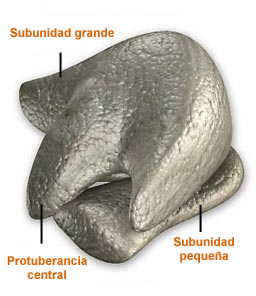 Subunidad grande
Protuberancia
central
Subunidad
pequeña